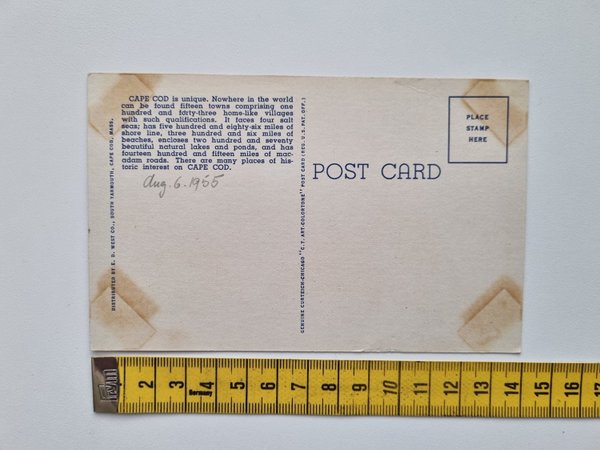 CAPE COD is unique. Nowhere in the world
can be found fifteen towns comprising one
hundred and forty-three home-like villages
with such qualifications. It faces four salt
seas; has five hundred and eighty-six miles of
shore line, three hundred and six miles of
beaches, encloses two hundred and seventy
beautiful natural lakes and ponds, and has
fourteen hundred and fifteen miles of mac-
adam roads. There are many places of his-
toric interest on CAPE COD.
Aug. 6. 1955
DISTRIBUTED BY E. D. WEST CO., SOUTH YARMOUTH, CAPE COD, MASS.
GENUINE CURTEICH-CHICAGO "C. T. ART-COLORTONE" POST CARD (REG. U. S. PAT. OFF.)
POST CARD
PLACE
STAMP
HERE
2 3 4 5 6 7 8 9 10 11 12 13 14 15 16 17
Germany